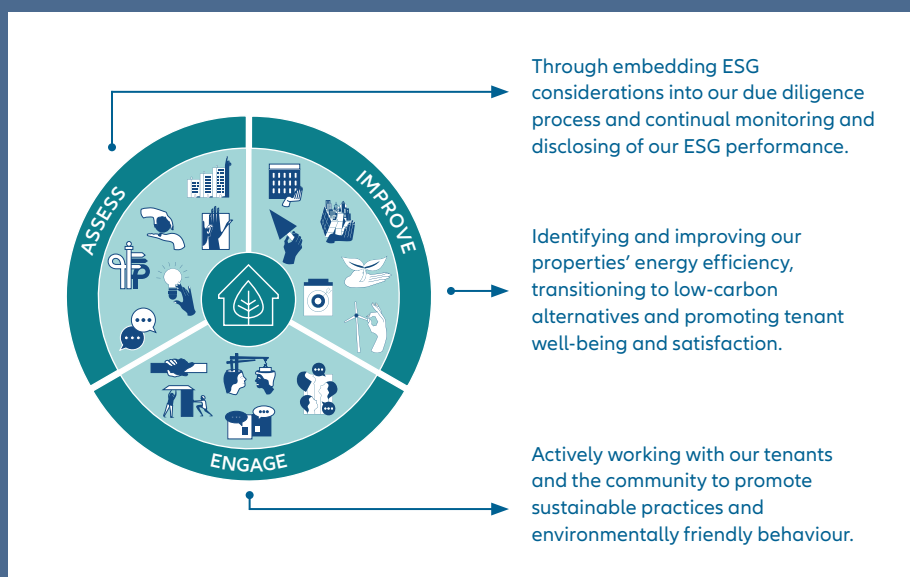 Through embedding ESG
considerations into our due diligence
process and continual monitoring and
disclosing of our ESG performance.
ASSESS
IMPROVE
Identifying and improving our
properties’ energy efficiency,
transitioning to low-carbon
alternatives and promoting tenant
well-being and satisfaction.
ENGAGE
Actively working with our tenants
and the community to promote
sustainable practices and
environmentally friendly behaviour.